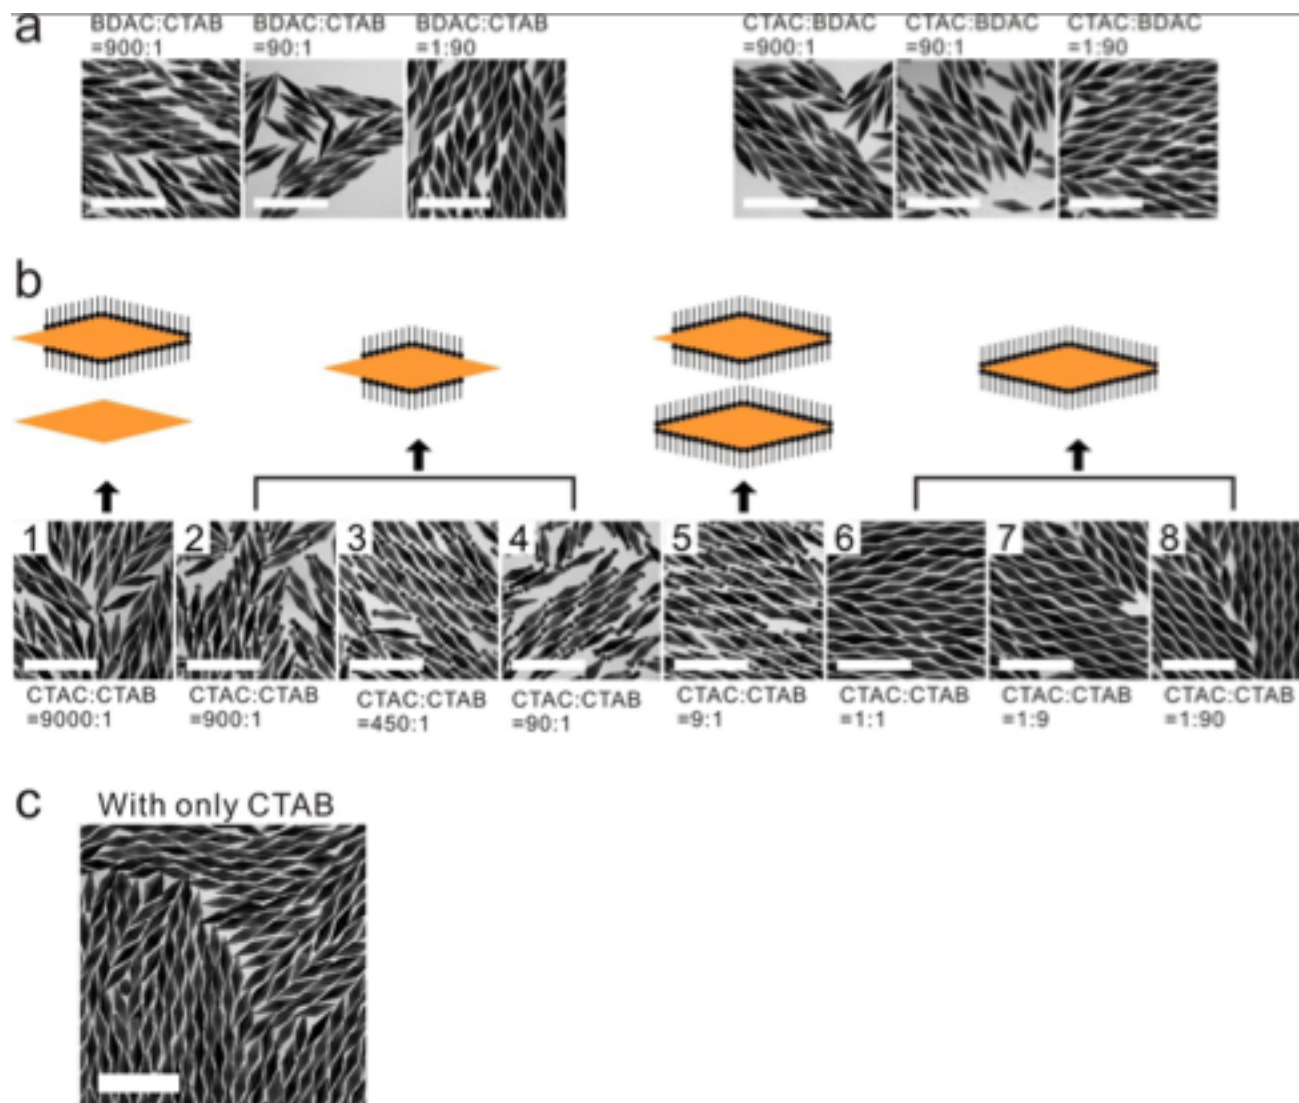 a
BDAC:CTAB BDAC:CTAB BDAC:CTAB CTAC:BDAC CTAC:BDAC CTAC:BDAC
=900:1 =90:1 =1:90 =900:1 =90:1 =1:90
b
1 2 3 4 5 6 7 8
CTAC:CTAB CTAC:CTAB CTAC:CTAB CTAC:CTAB CTAC:CTAB CTAC:CTAB CTAC:CTAB CTAC:CTAB
=9000:1 =900:1 =450:1 =90:1 =9:1 =1:1 =1:9 =1:90
c
With only CTAB